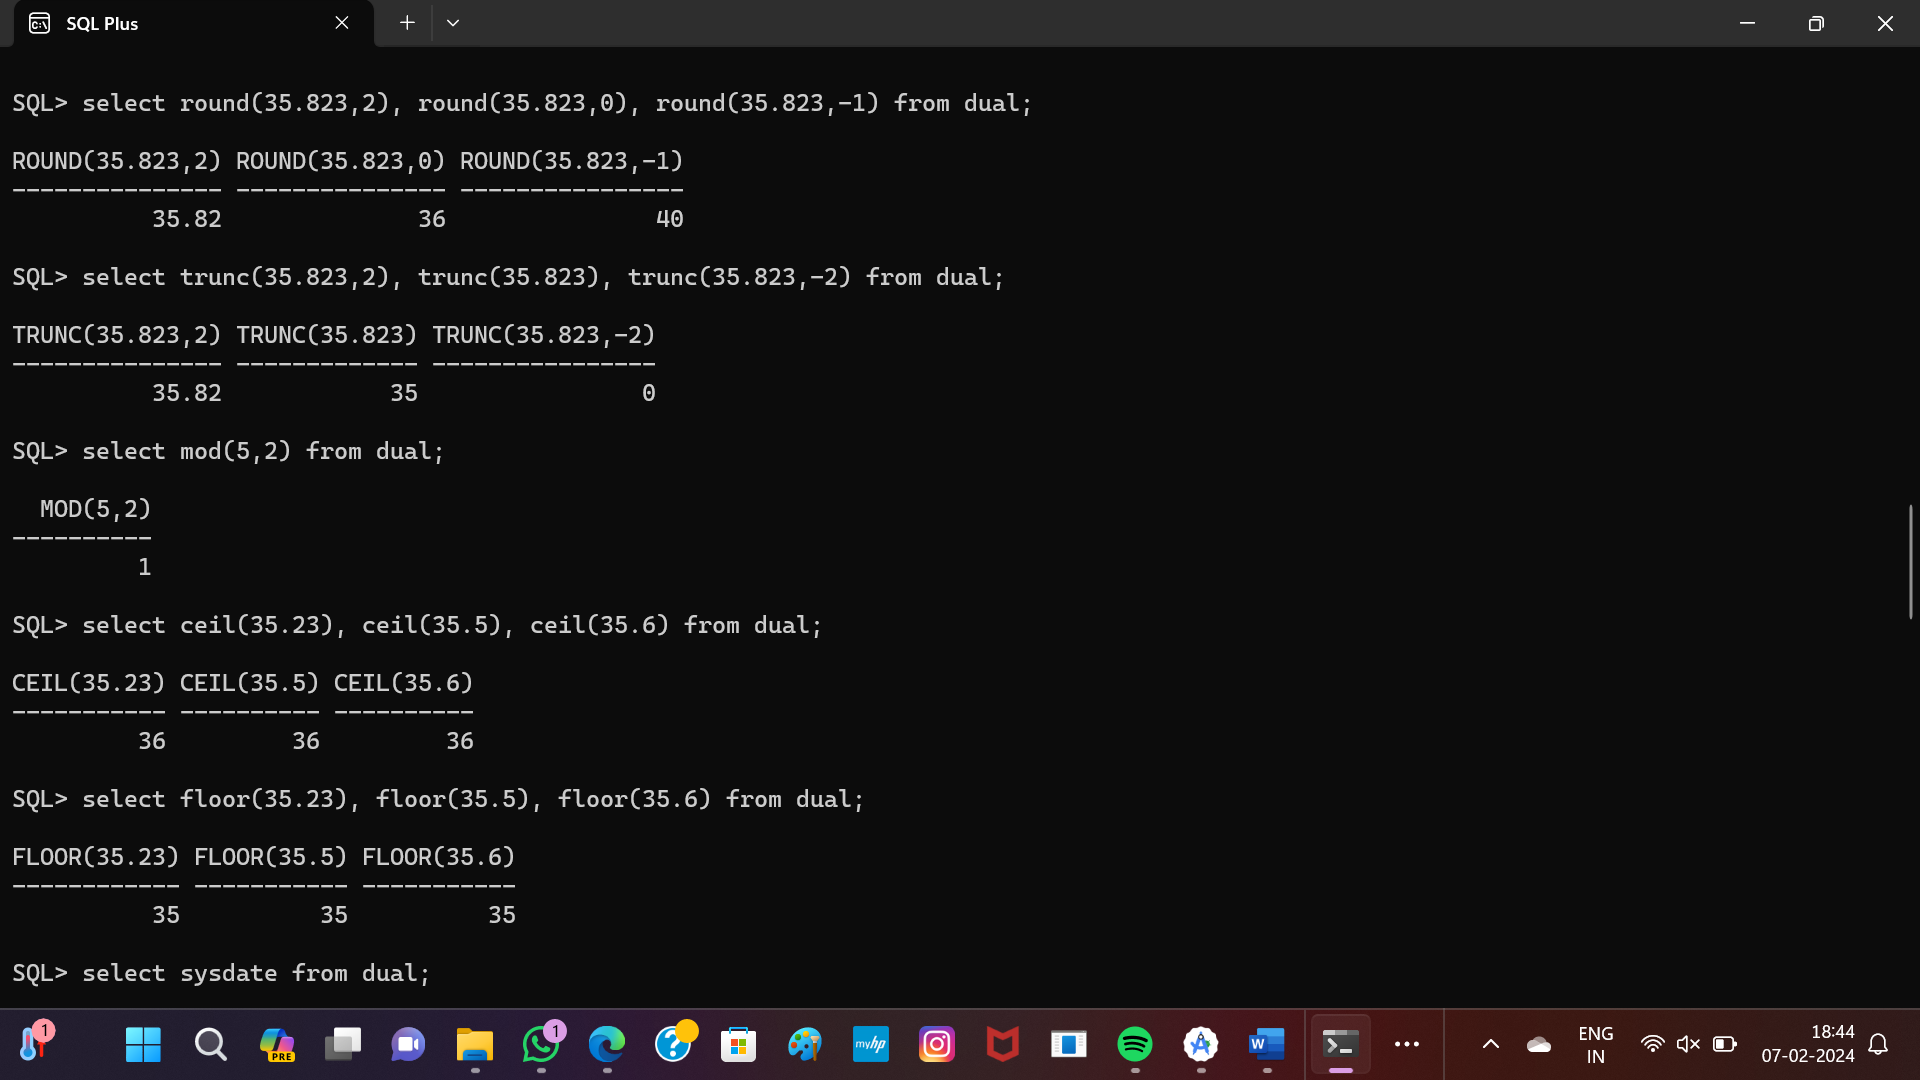 SQL Plus
SQL> select round(35.823,2), round(35.823,0), round(35.823,-1) from dual;
ROUND(35.823,2) ROUND(35.823,0) ROUND(35.823,-1)
--------------- --------------- ----------------
35.82 36 40
SQL> select trunc(35.823,2), trunc(35.823), trunc(35.823,-2) from dual;
TRUNC(35.823,2) TRUNC(35.823) TRUNC(35.823,-2)
--------------- ------------- ----------------
35.82 35 0
SQL> select mod(5,2) from dual;
MOD(5,2)
----------
1
SQL> select ceil(35.23), ceil(35.5), ceil(35.6) from dual;
CEIL(35.23) CEIL(35.5) CEIL(35.6)
----------- ---------- ----------
36 36 36
SQL> select floor(35.23), floor(35.5), floor(35.6) from dual;
FLOOR(35.23) FLOOR(35.5) FLOOR(35.6)
------------ ----------- -----------
35 35 35
SQL> select sysdate from dual;
1
PRE
1
myhp
W
ENG
IN
18:44
07-02-2024